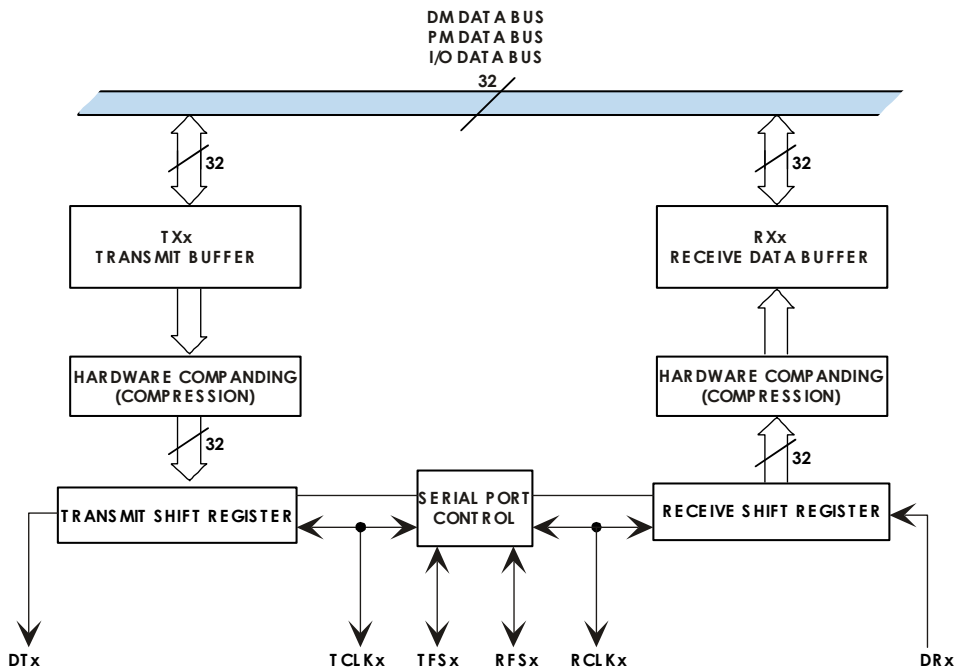 DM DATA BUS
PM DATA BUS
I/O DATA BUS
32
32
32
TXx
TRANSMIT BUFFER
RXx
RECEIVE DATA BUFFER
HARDWARE COMPANDING
(COMPRESSION)
HARDWARE COMPANDING
(COMPRESSION)
32
32
TRANSMIT SHIFT REGISTER
SERIAL PORT
CONTROL
RECEIVE SHIFT REGISTER
DTx
TCLKx
TFSx
RFSx
RCLKx
DRx